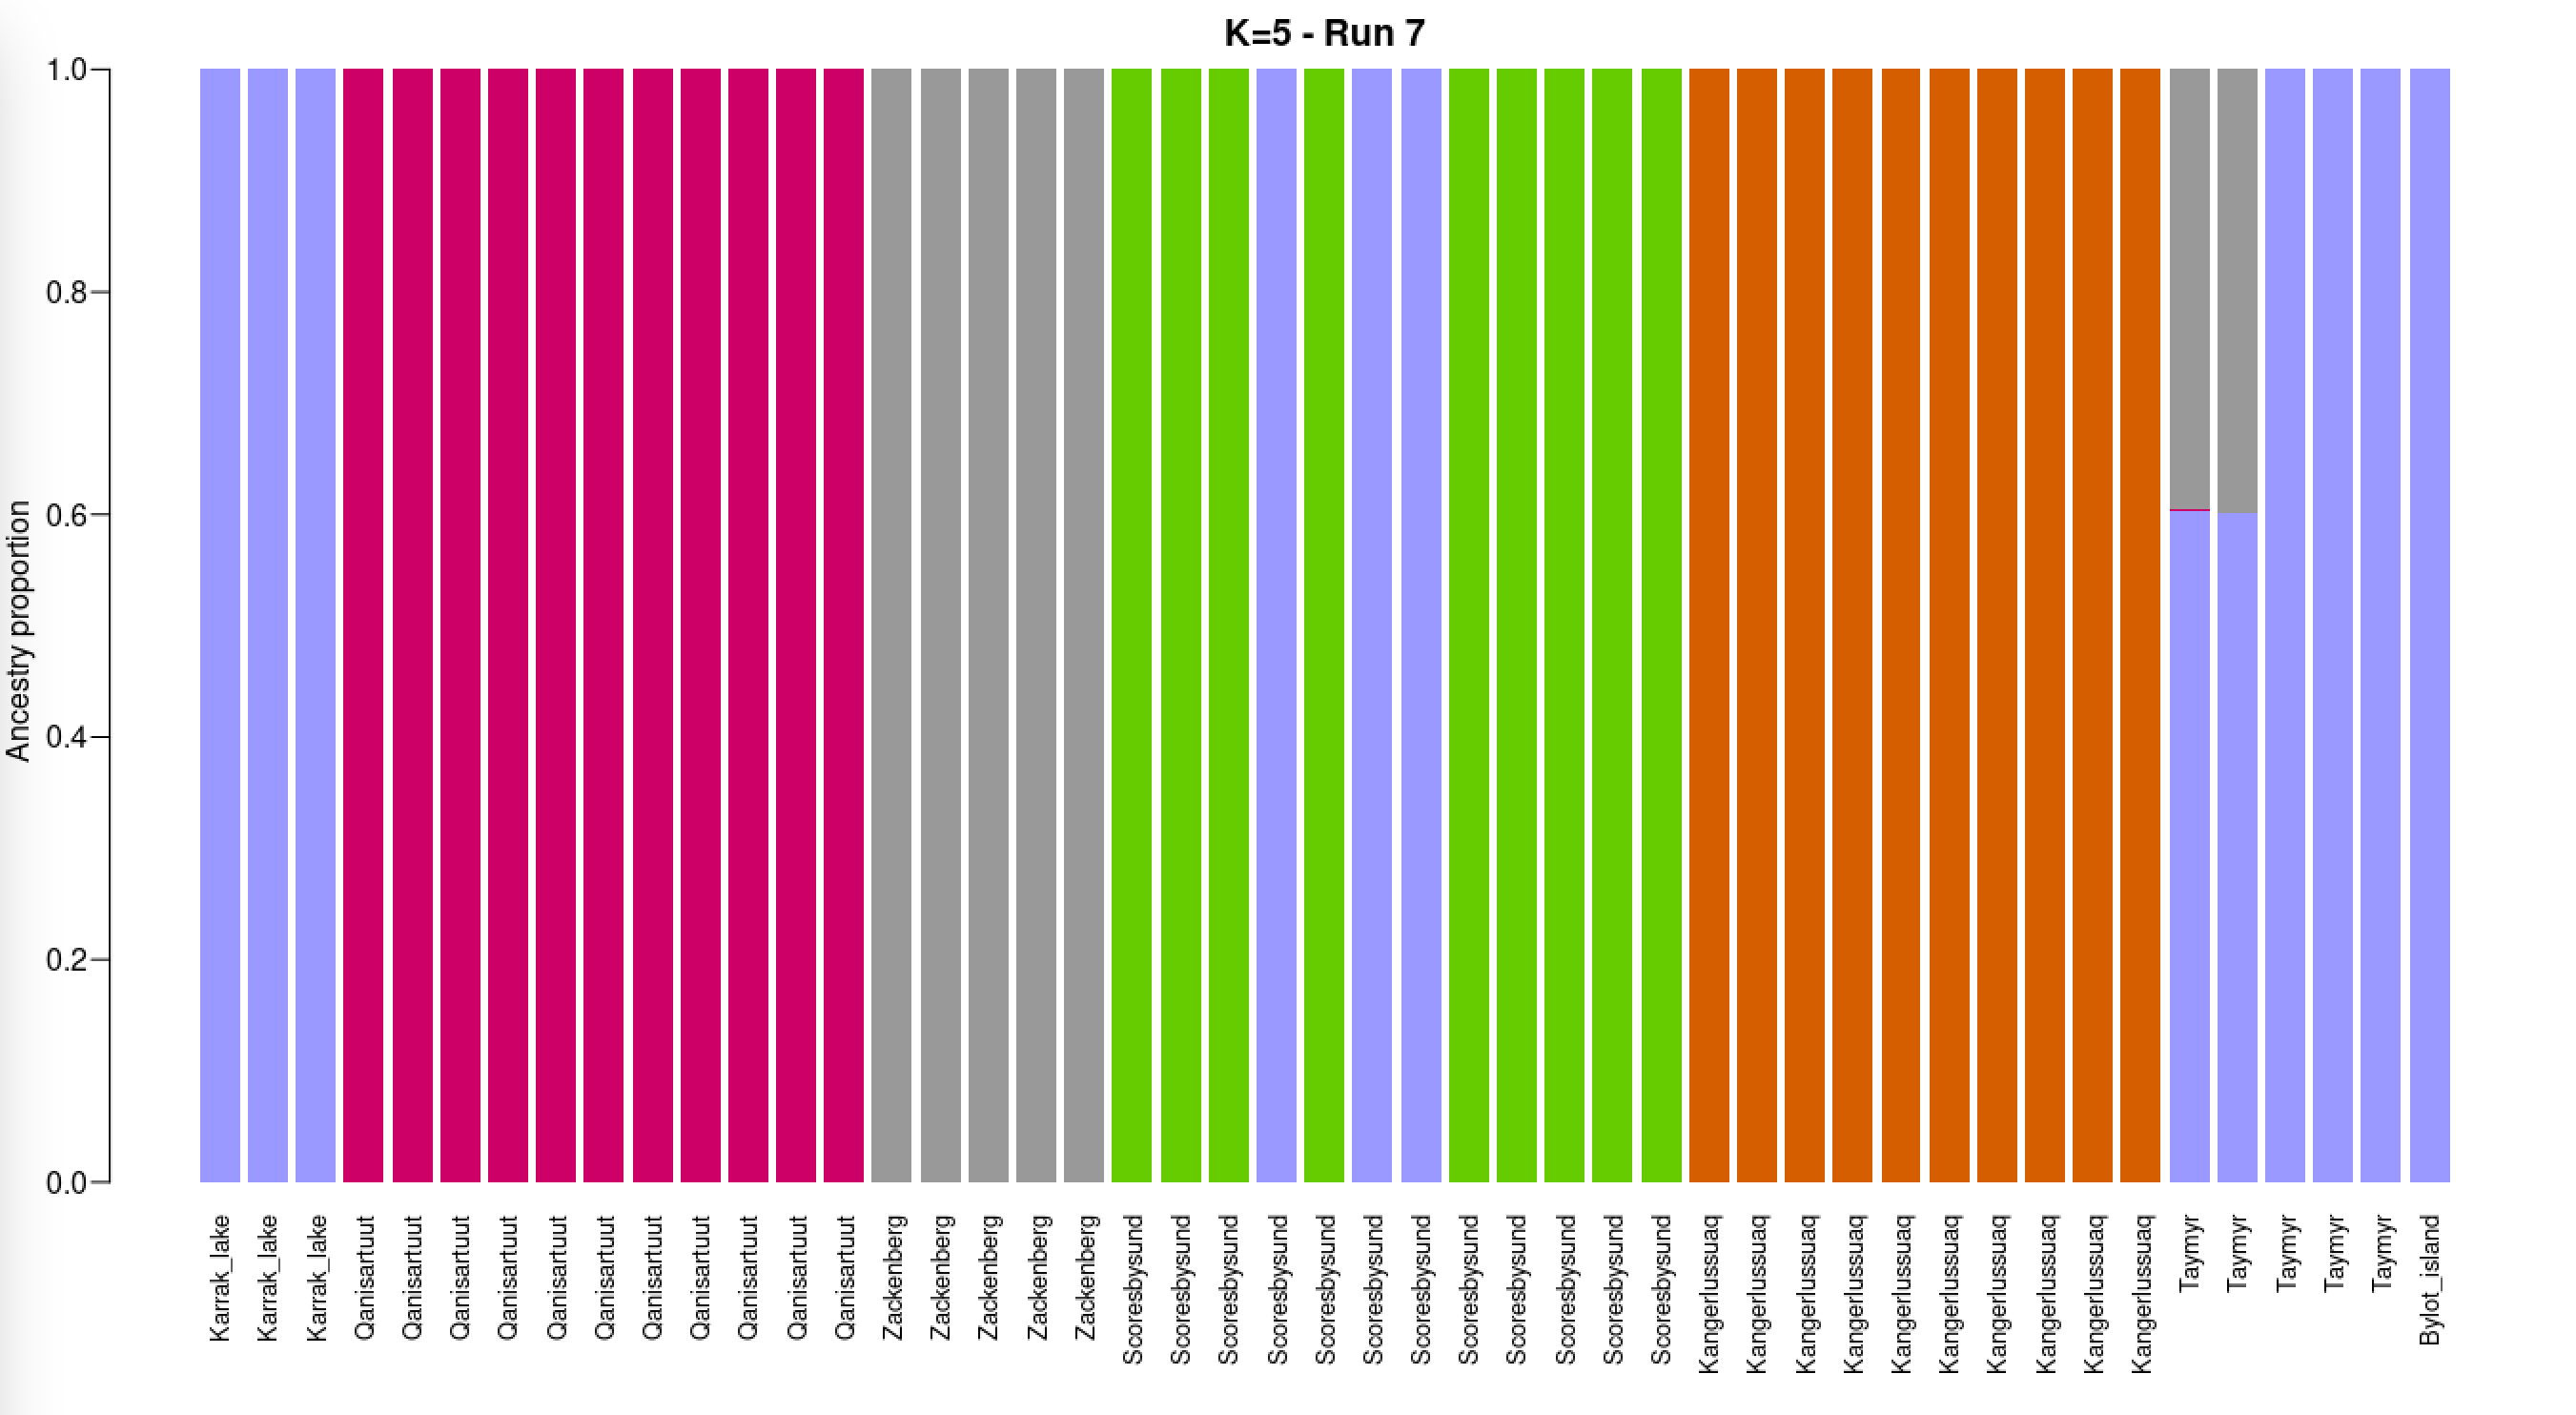 K=5 - Run 7
1.0
0.8
0.6
0.4
0.2
0.0
Ancestry proportion
Karrak_lake
Karrak_lake
Karrak_lake
Qanisartuut
Qanisartuut
Qanisartuut
Qanisartuut
Qanisartuut
Qanisartuut
Qanisartuut
Qanisartuut
Qanisartuut
Qanisartuut
Qanisartuut
Zackenberg
Zackenberg
Zackenberg
Zackenberg
Zackenberg
Scoresbysund
Scoresbysund
Scoresbysund
Scoresbysund
Scoresbysund
Scoresbysund
Scoresbysund
Scoresbysund
Scoresbysund
Scoresbysund
Scoresbysund
Scoresbysund
Kangerlussuaq
Kangerlussuaq
Kangerlussuaq
Kangerlussuaq
Kangerlussuaq
Kangerlussuaq
Kangerlussuaq
Kangerlussuaq
Kangerlussuaq
Kangerlussuaq
Taymyr
Taymyr
Taymyr
Taymyr
Taymyr
Bylot_island